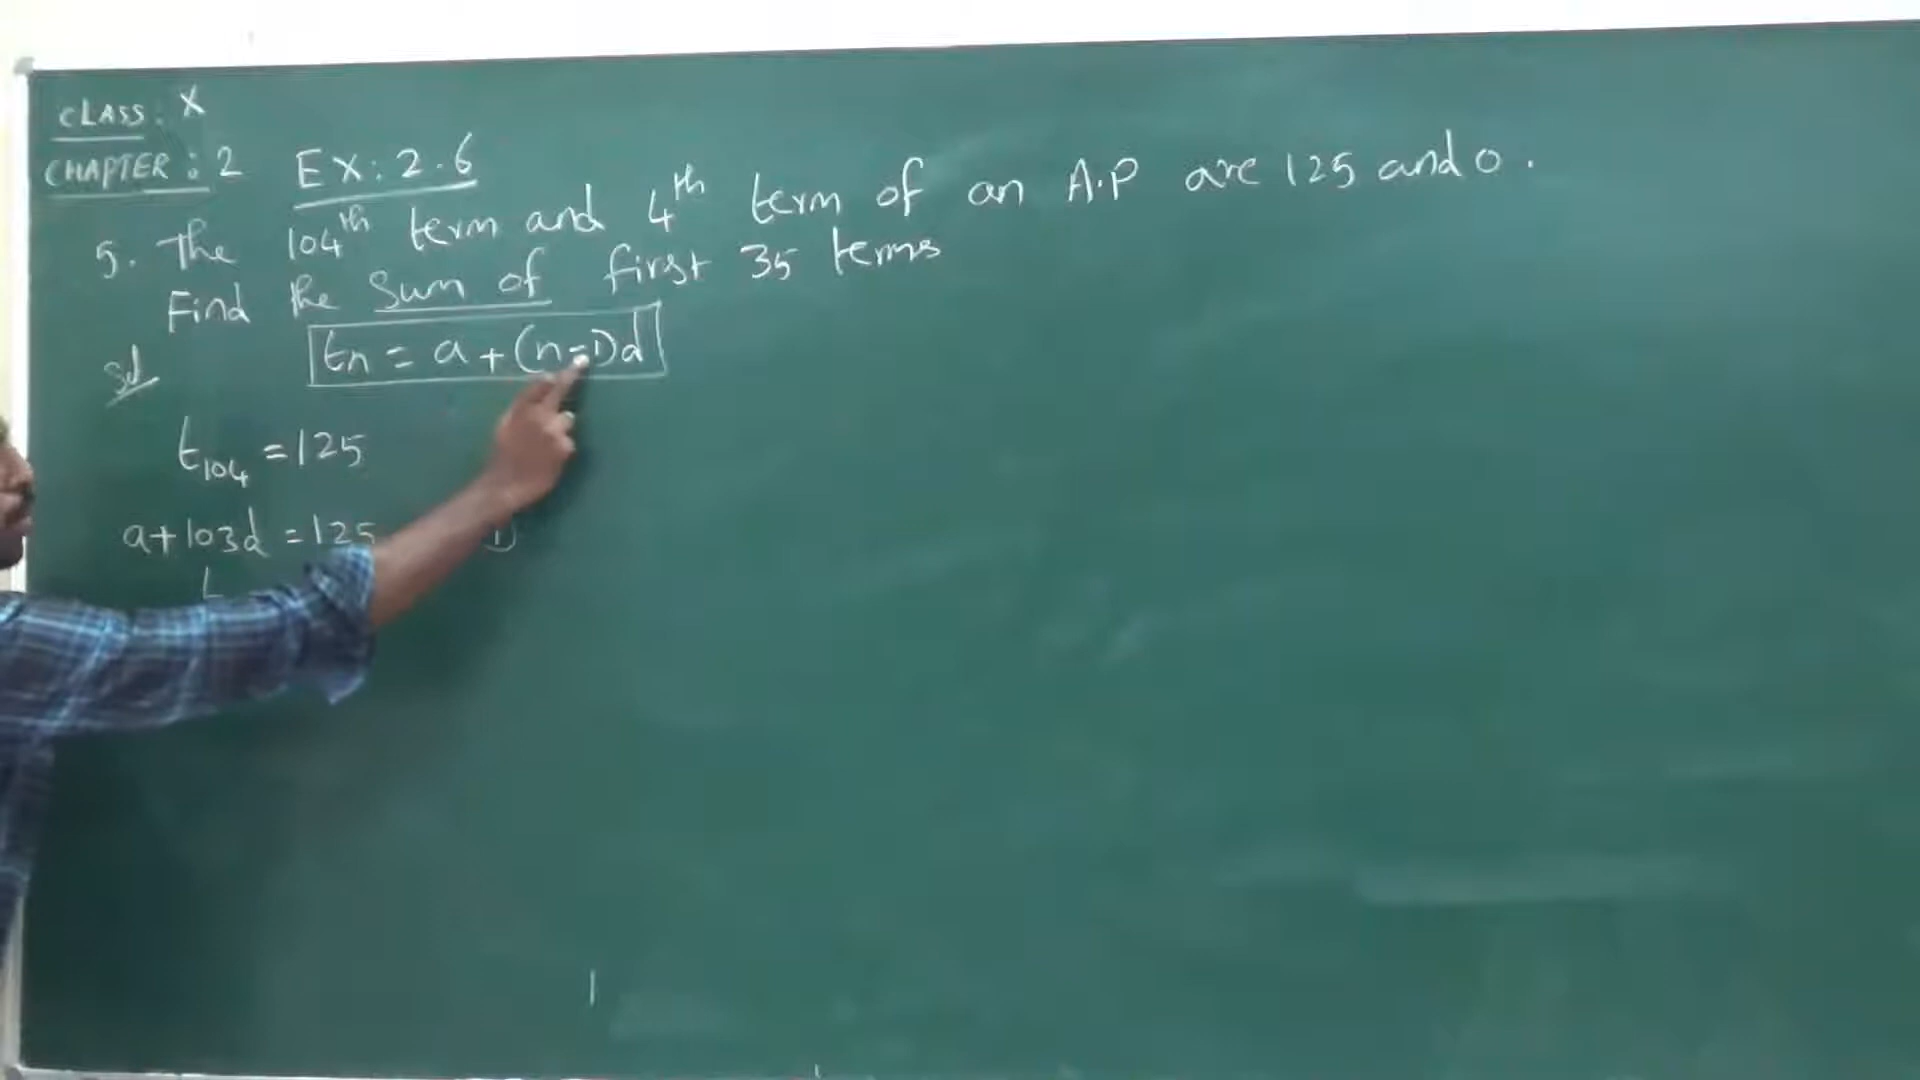 CLASS: X
CHAPTER: 2 EX: 2.6
5. The 104th term and 4th term of an A.P are 125 and 0.
Find the sum of first 35 terms
Sol
tn = a + (n-1)d
t104 = 125
a+103d = 125 ①
t